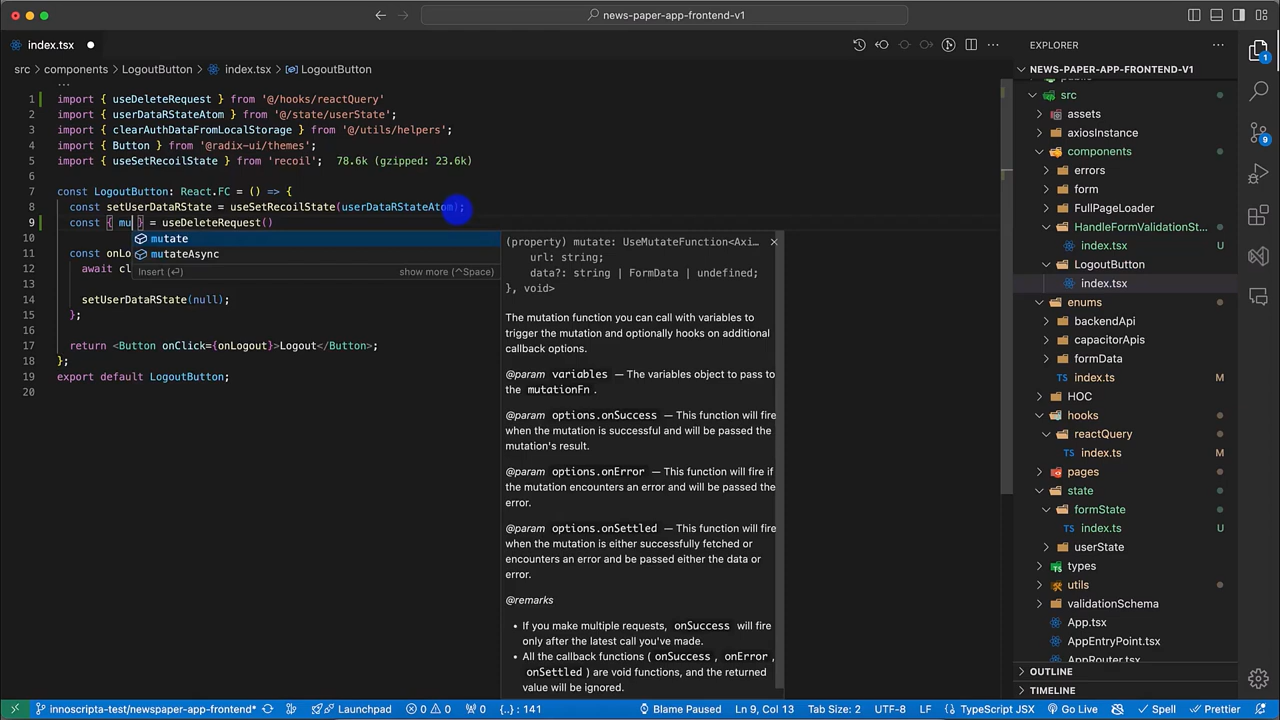 news-paper-app-frontend-v1
index.tsx
EXPLORER
src
components
LogoutButton
index.tsx
LogoutButton
NEWS-PAPER-APP-FRONTEND-V1
...
1 import { useDeleteRequest } from '@/hooks/reactQuery'
2 import { userDataRStateAtom } from '@/state/userState';
3 import { clearAuthDataFromLocalStorage } from '@/utils/helpers';
4 import { Button } from '@radix-ui/themes';
5 import { useSetRecoilState } from 'recoil'; 78.6k (gzipped: 23.6k)
6
7 const LogoutButton: React.FC = () => {
8 const setUserDataRState = useSetRecoilState(userDataRStateAtom);
9 const { mu } = useDeleteRequest()
10
11 const onLo
12 await cl
13
14 setUserDataRState(null);
15 };
16
17 return <Button onClick={onLogout}>Logout</Button>;
18 };
19 export default LogoutButton;
20
mutate
mutateAsync
Insert (⏎)
show more (^Space)
(property) mutate: UseMutateFunction<Axi…
url: string;
data?: string | FormData | undefined;
}, void>
The mutation function you can call with variables to
trigger the mutation and optionally hooks on additional
callback options.
@param variables — The variables object to pass to
the mutationFn.
@param options.onSuccess — This function will fire
when the mutation is successful and will be passed the
mutation's result.
@param options.onError — This function will fire if
the mutation encounters an error and will be passed the
error.
@param options.onSettled — This function will fire
when the mutation is either successfully fetched or
encounters an error and be passed either the data or
error.
@remarks
• If you make multiple requests, onSuccess will fire
only after the latest call you've made.
• All the callback functions ( onSuccess , onError ,
onSettled ) are void functions, and the returned
value will be ignored.
src
assets
axiosInstance
components
errors
form
FullPageLoader
HandleFormValidationSt...
index.tsx U
LogoutButton
index.tsx
enums
backendApi
capacitorApis
formData
TS index.ts M
HOC
hooks
reactQuery
TS index.ts M
pages
state
formState
TS index.ts U
userState
types
utils
validationSchema
App.tsx
AppEntryPoint.tsx
AppRouter.tsx
OUTLINE
TIMELINE
1
9
innoscripta-test/newspaper-app-frontend*
Launchpad
0
0
0
{..} : 141
Blame Paused
Ln 9, Col 13
Tab Size: 2
UTF-8
LF
TypeScript JSX
Go Live
Spell
Prettier